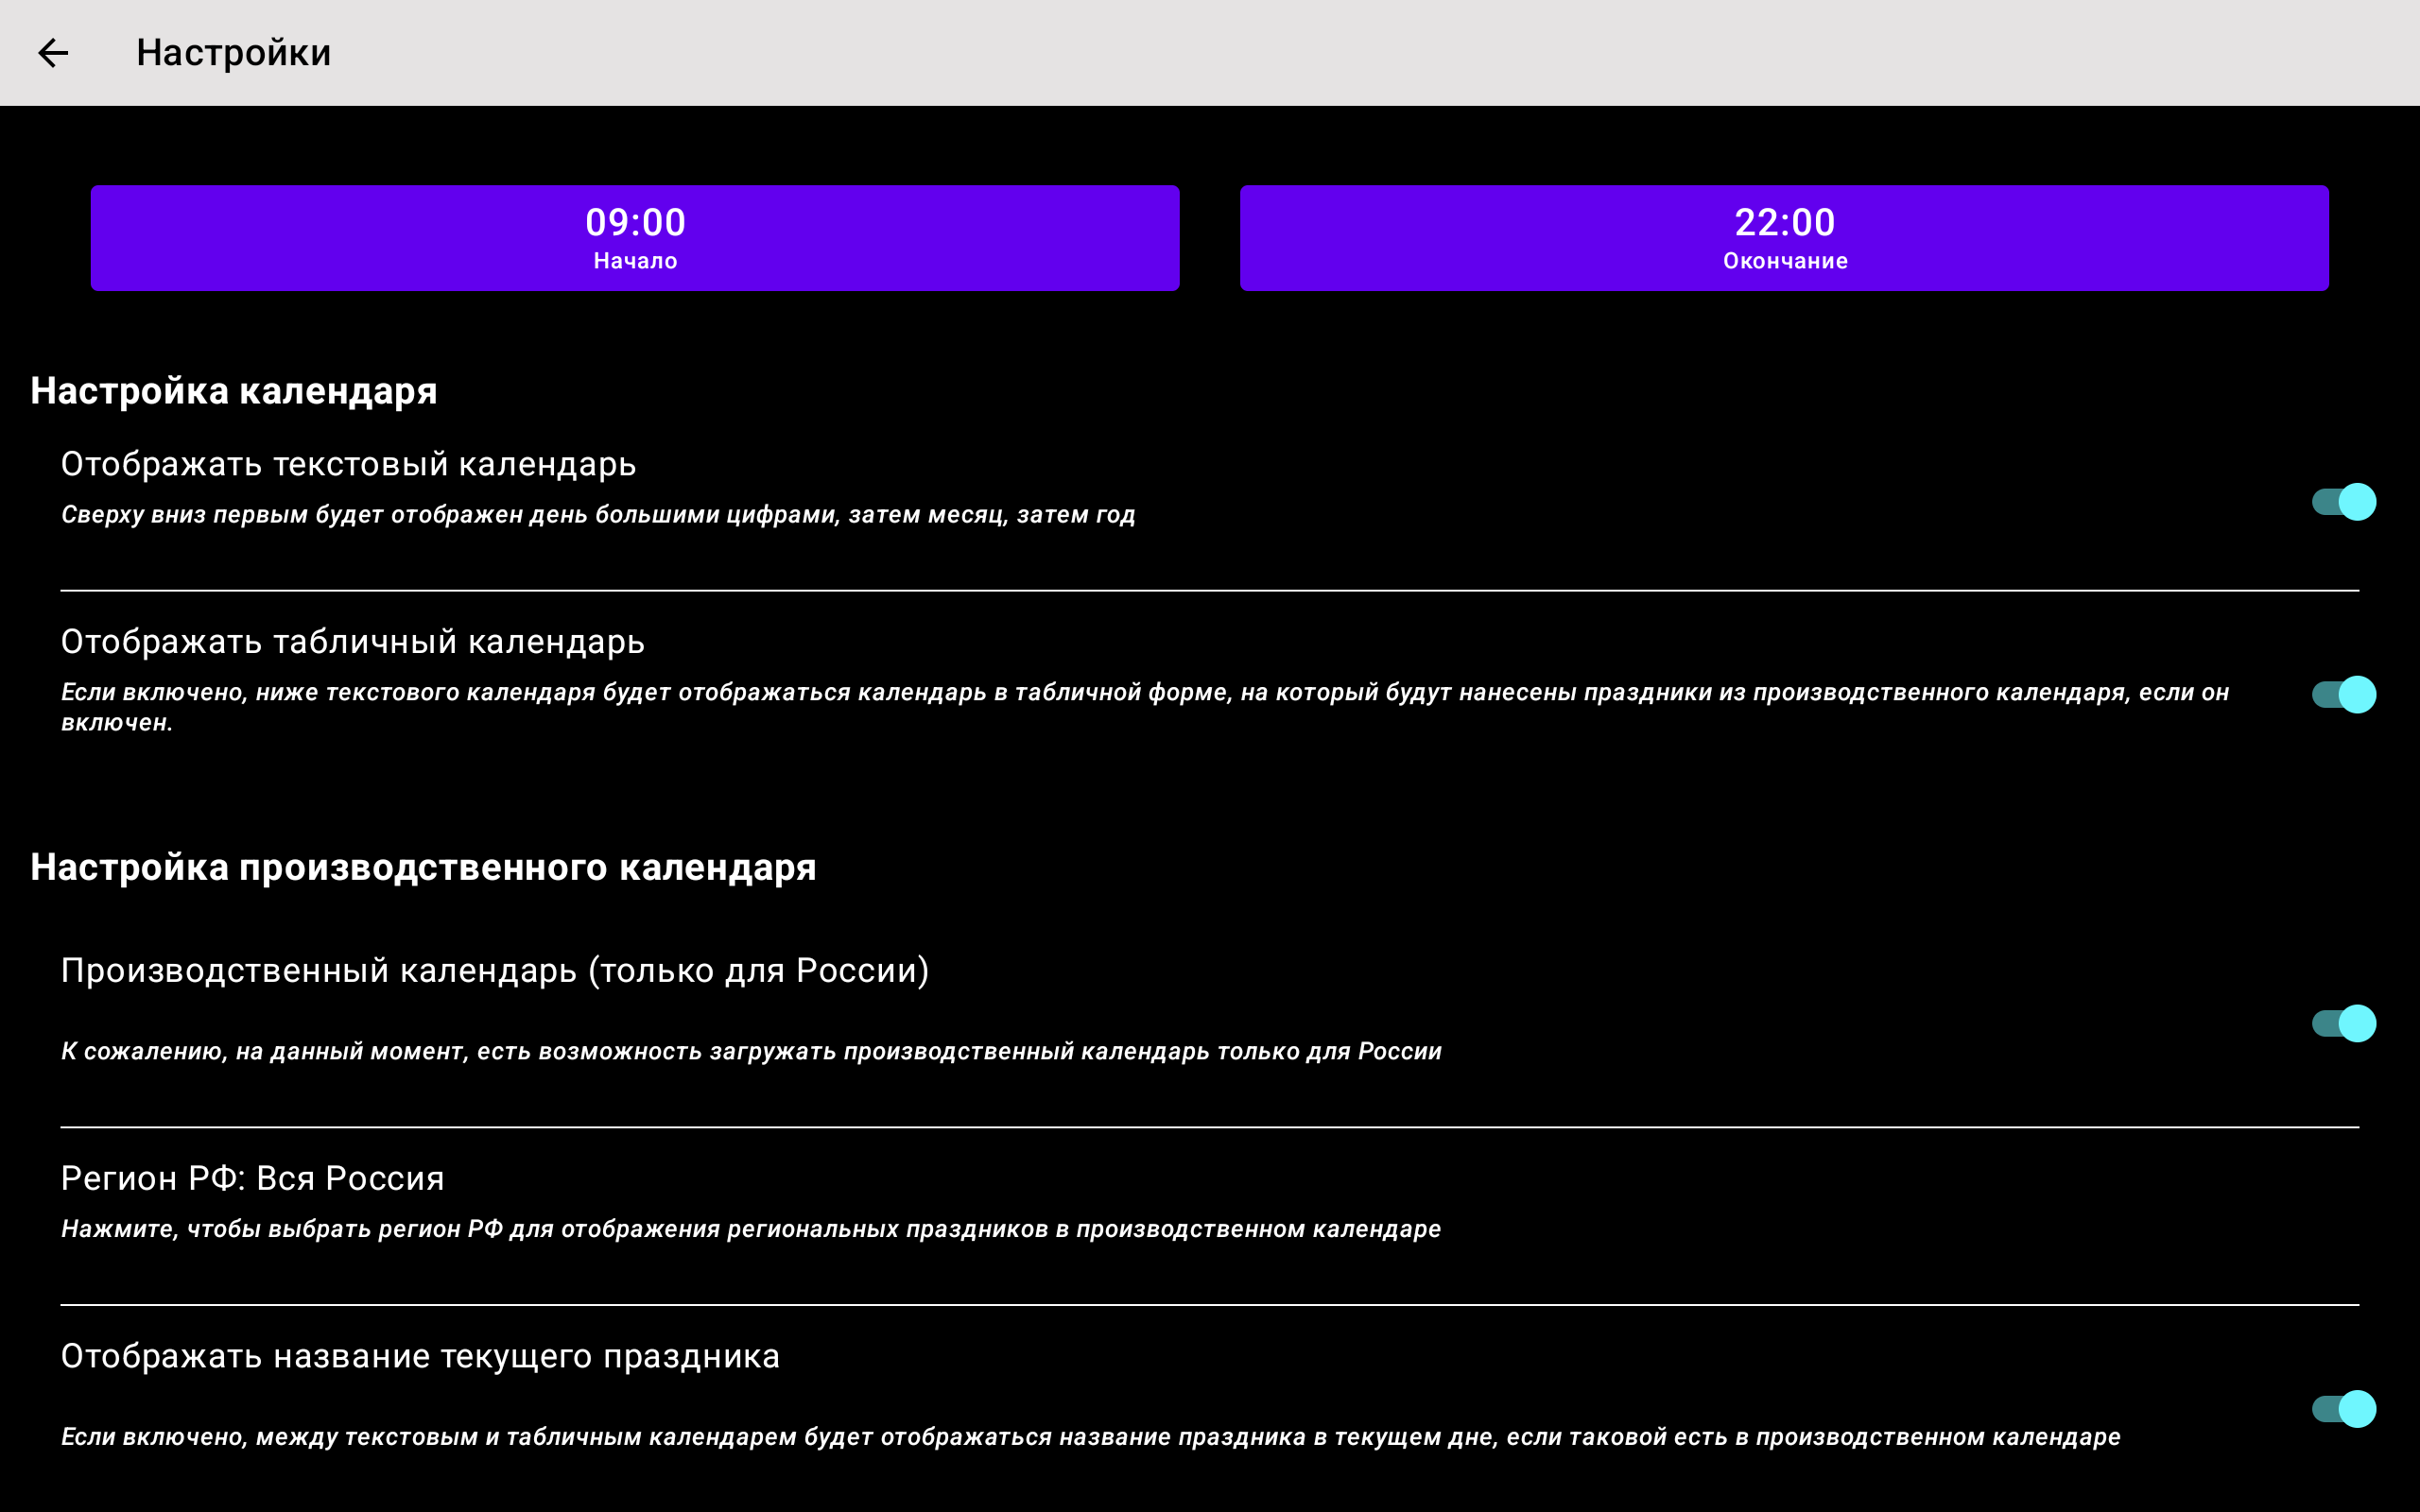 Настройки
09:00
Начало
22:00
Окончание
Настройка календаря
Отображать текстовый календарь
Сверху вниз первым будет отображен день большими цифрами, затем месяц, затем год
Отображать табличный календарь
Если включено, ниже текстового календаря будет отображаться календарь в табличной форме, на который будут нанесены праздники из производственного календаря, если он
включен.
Настройка производственного календаря
Производственный календарь (только для России)
К сожалению, на данный момент, есть возможность загружать производственный календарь только для России
Регион РФ: Вся Россия
Нажмите, чтобы выбрать регион РФ для отображения региональных праздников в производственном календаре
Отображать название текущего праздника
Если включено, между текстовым и табличным календарем будет отображаться название праздника в текущем дне, если таковой есть в производственном календаре